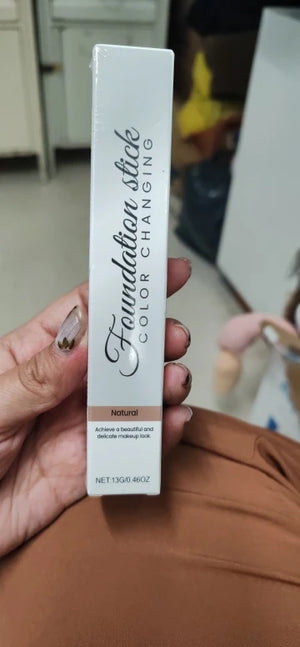 Foundation stick
COLOR CHANGING
Natural
Achieve a beautiful and
delicate makeup look
NET:13G/0.46OZ